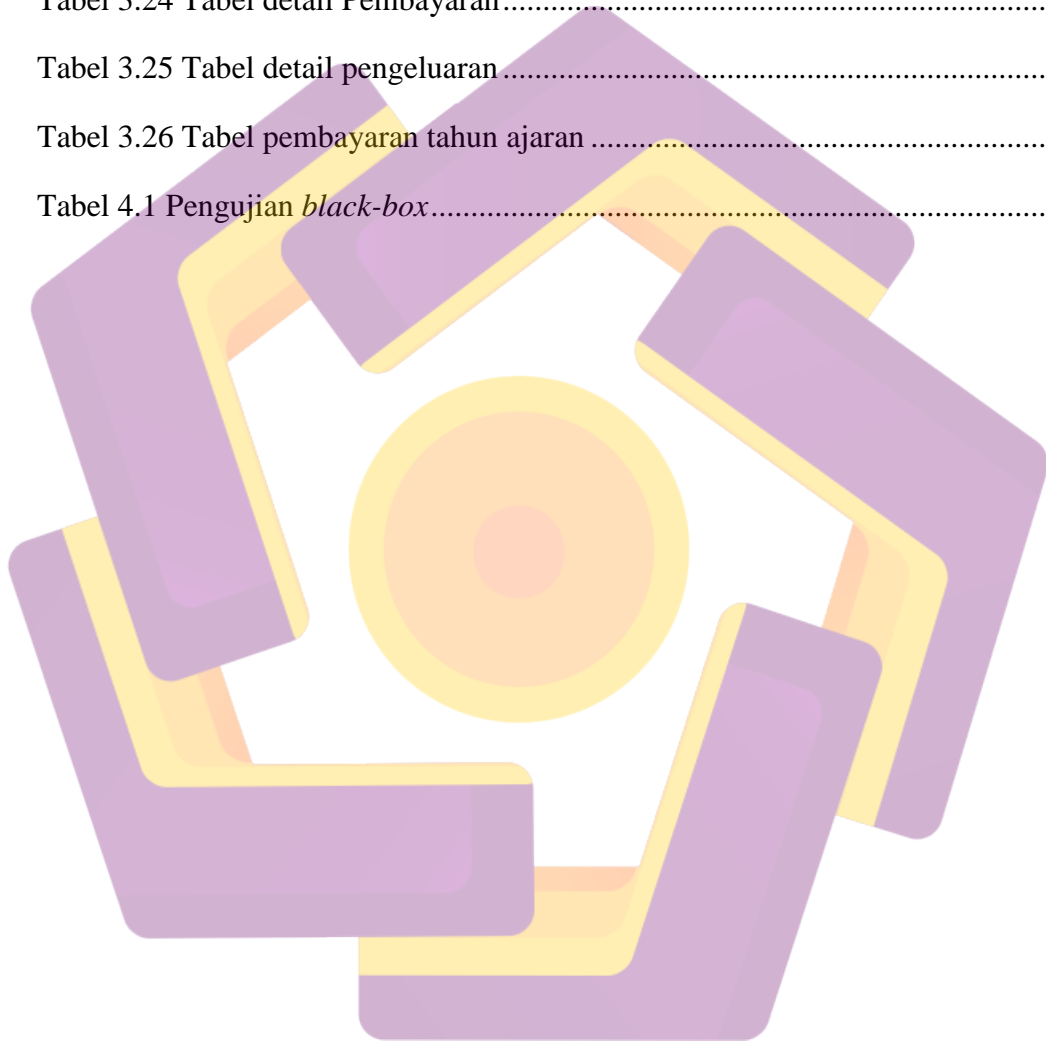 Tabel 3.24 Tabel detail Pembayaran................................................................
Tabel 3.25 Tabel detail pengeluaran................................................................
Tabel 3.26 Tabel pembayaran tahun ajaran ......................................................
Tabel 4.1 Pengujian black-box.........................................................................